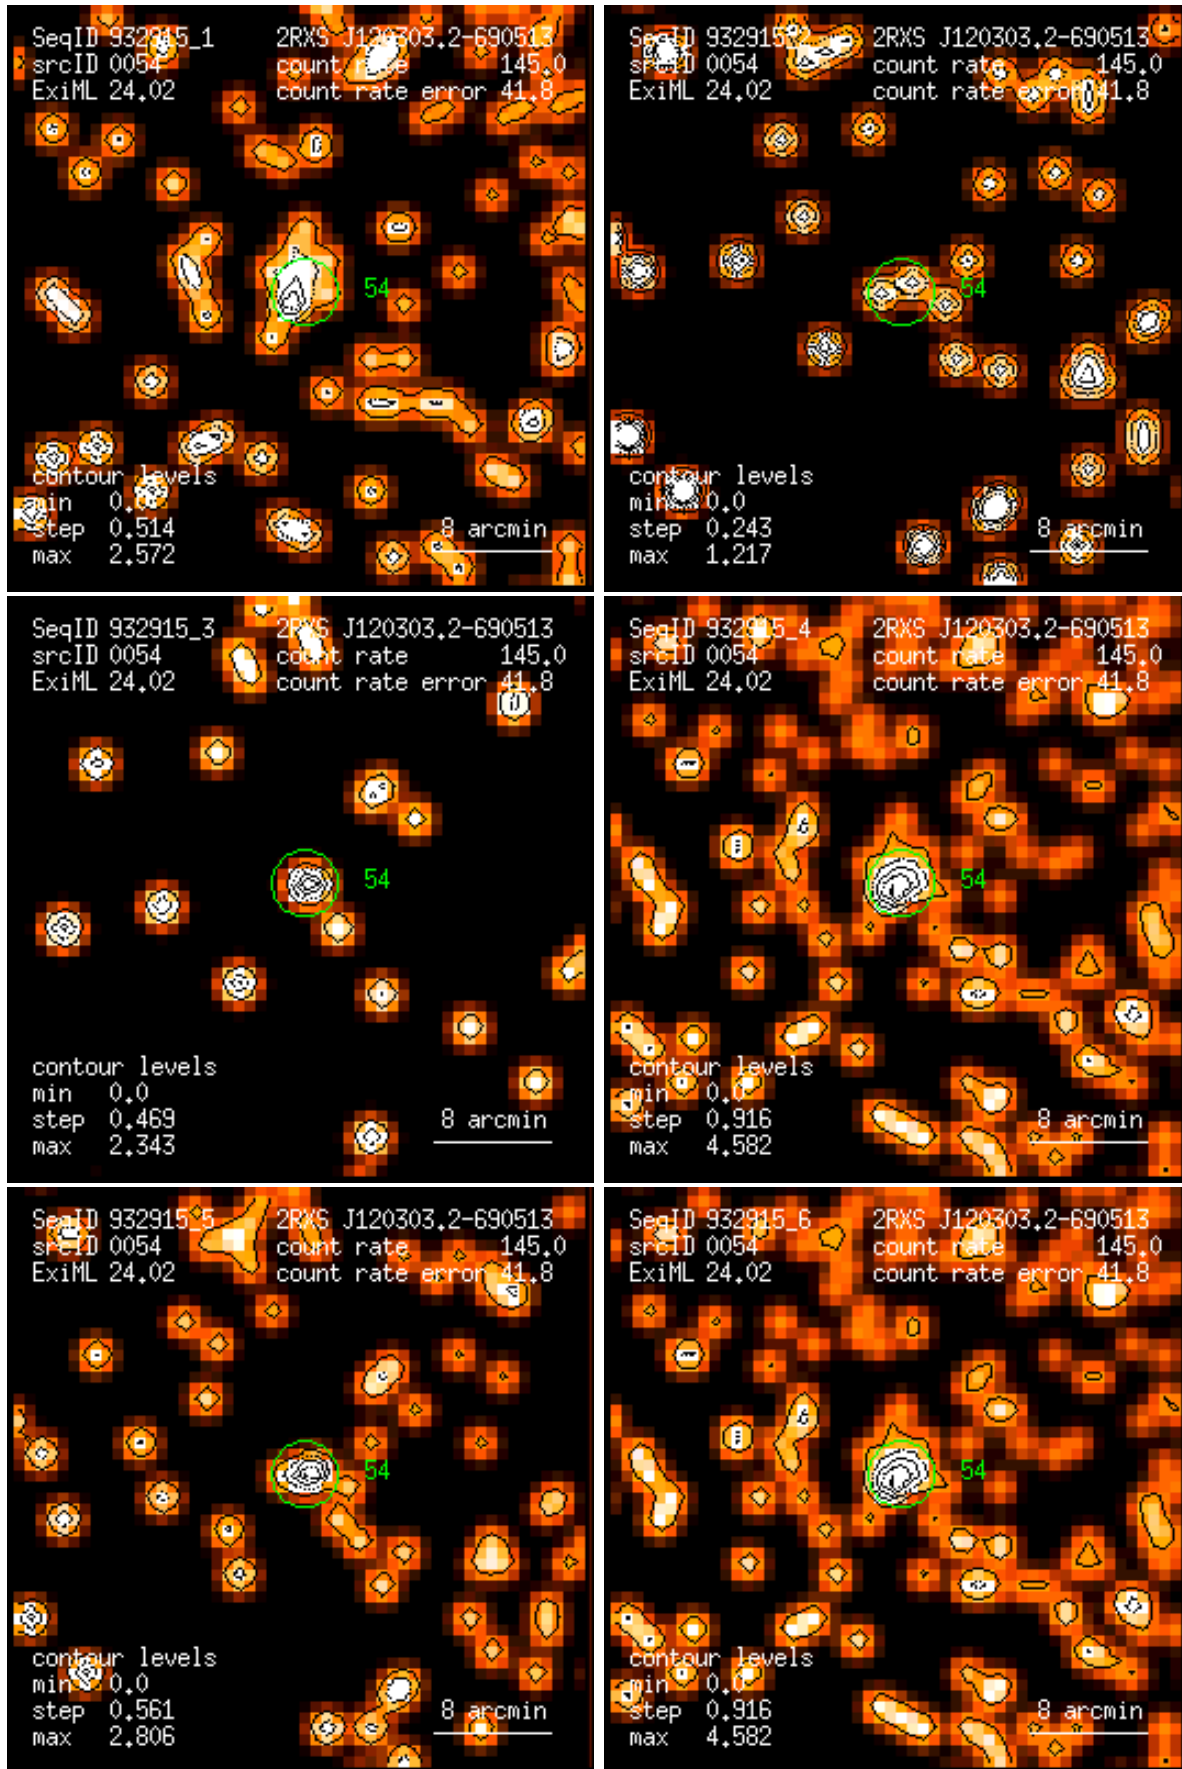 SeqID 932915_1 2RXS J120303.2-690513
srcID 0054 count rate 145.0
ExiML 24.02 count rate error 41.8
54
contour levels
min 0.0
step 0.514 8 arcmin
max 2.572
SeqID 932915_2 2RXS J120303.2-690513
srcID 0054 count rate 145.0
ExiML 24.02 count rate error 41.8
54
contour levels
min 0.0
step 0.243 8 arcmin
max 1.217
SeqID 932915_3 2RXS J120303.2-690513
srcID 0054 count rate 145.0
ExiML 24.02 count rate error 41.8
54
contour levels
min 0.0
step 0.469 8 arcmin
max 2.343
SeqID 932915_4 2RXS J120303.2-690513
srcID 0054 count rate 145.0
ExiML 24.02 count rate error 41.8
54
contour levels
min 0.0
step 0.916 8 arcmin
max 4.582
SeqID 932915_5 2RXS J120303.2-690513
srcID 0054 count rate 145.0
ExiML 24.02 count rate error 41.8
54
contour levels
min 0.0
step 0.561 8 arcmin
max 2.806
SeqID 932915_6 2RXS J120303.2-690513
srcID 0054 count rate 145.0
ExiML 24.02 count rate error 41.8
54
contour levels
min 0.0
step 0.916 8 arcmin
max 4.582